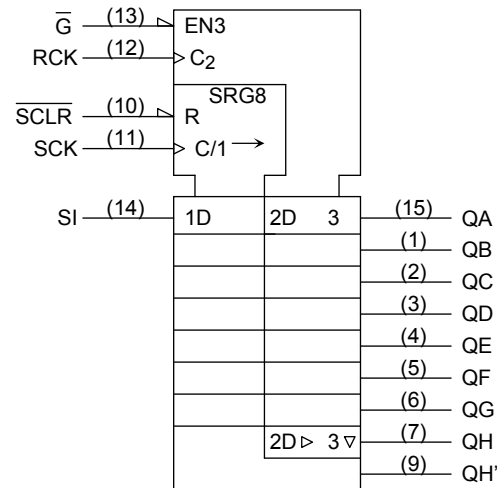 G (13) EN3
RCK (12) C2
SRG8
SCLR (10) R
SCK (11) C/1
SI (14) 1D 2D 3 (15) QA
(1) QB
(2) QC
(3) QD
(4) QE
(5) QF
(6) QG
2D 3 (7) QH
(9) QH'